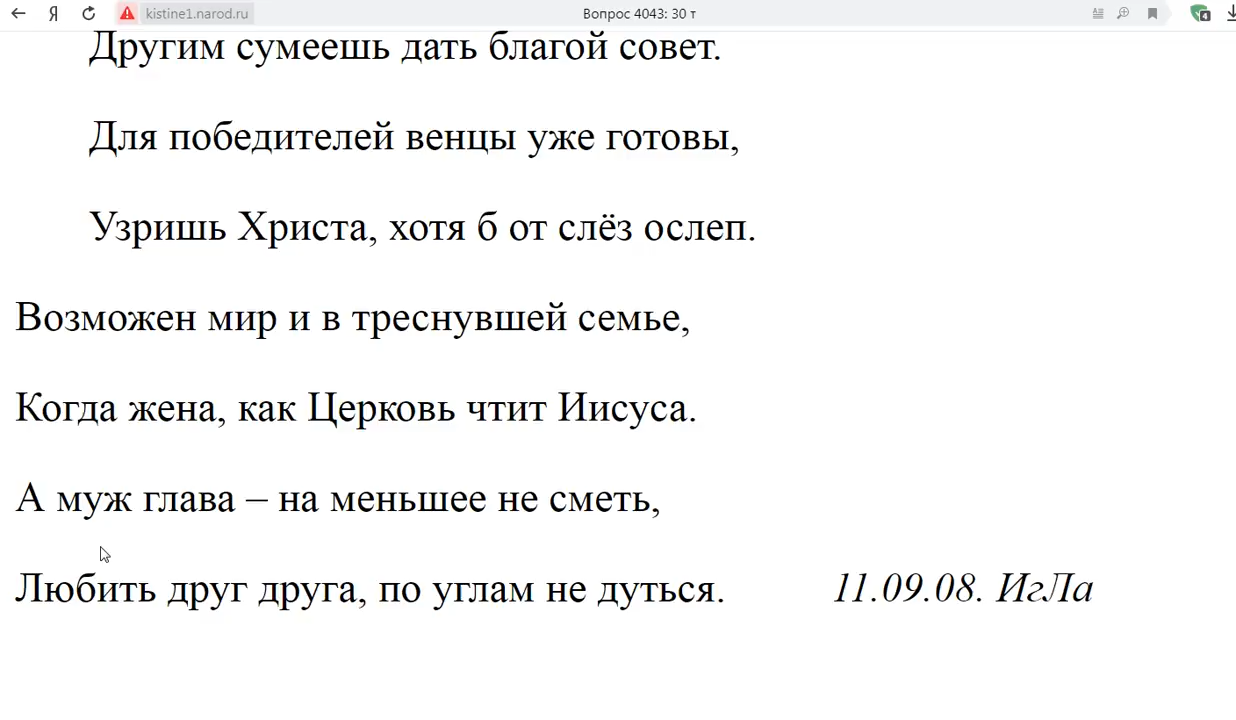 kistine1.narod.ru
Вопрос 4043: 30 т
4
Другим сумеешь дать благой совет.
Для победителей венцы уже готовы,
Узришь Христа, хотя б от слёз ослеп.
Возможен мир и в треснувшей семье,
Когда жена, как Церковь чтит Иисуса.
А муж глава – на меньшее не сметь,
Любить друг друга, по углам не дуться. 11.09.08. ИгЛа